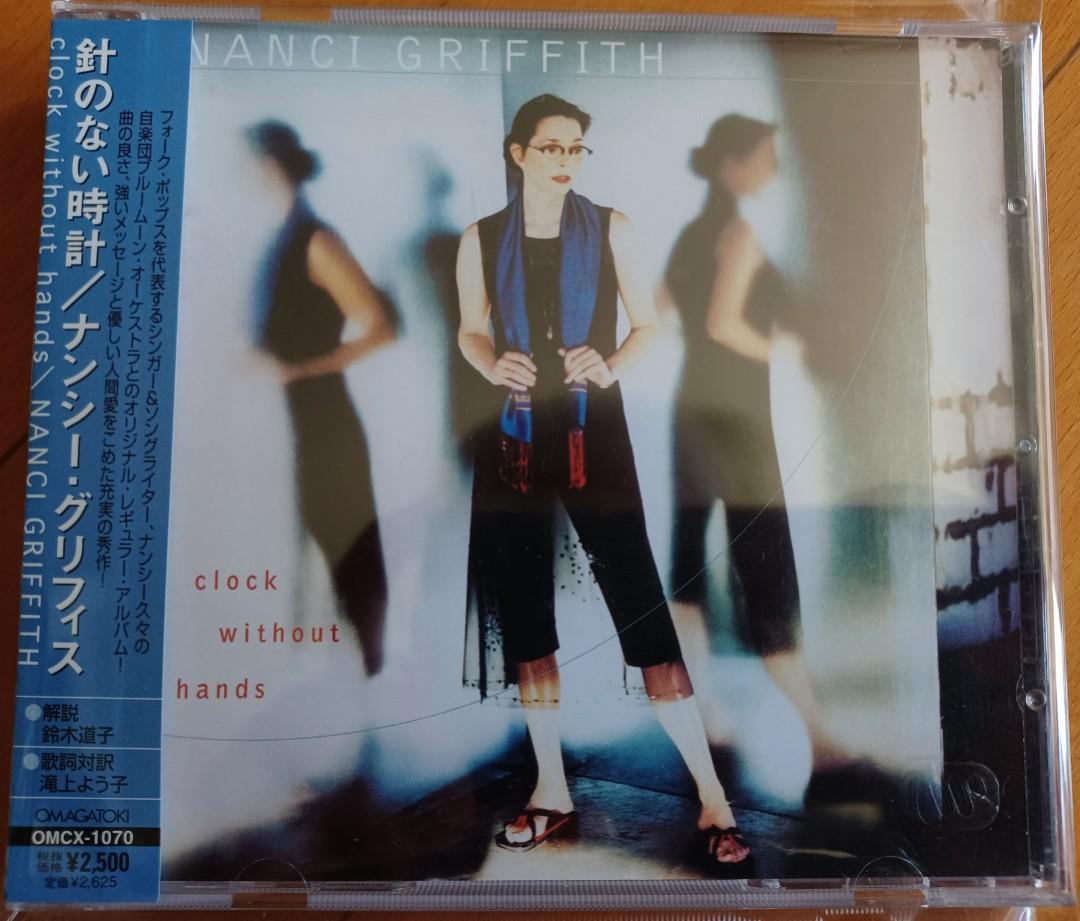 針のない時計/ナンシー・グリフィス
clock without hands/NANCI GRIFFITH
フォーク・ポップスを代表するシンガー&ソングライター、ナンシー久々の
自楽団ブルームーン・オーケストラとのオリジナル・レギュラー・アルバム!
曲の良さ、強いメッセージと優しい人間愛をこめた充実の秀作!
●解説
鈴木道子
●歌詞対訳
滝上よう子
OMAGATOKI
OMCX-1070
税抜価格¥2,500
定価¥2,625
NANCI GRIFFITH
clock
without
hands